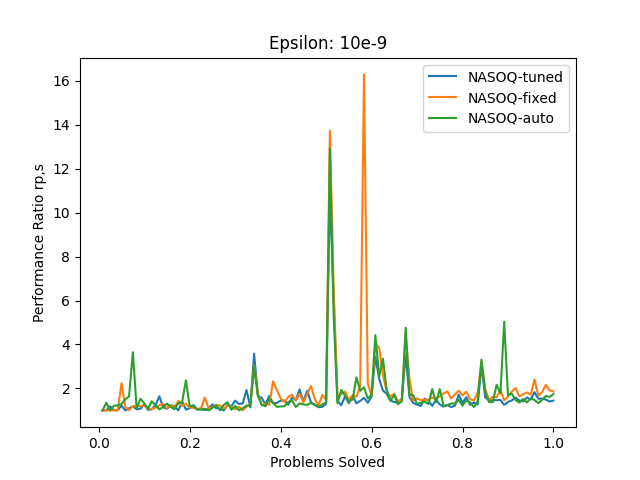 Epsilon: 10e-9
NASOQ-tuned
NASOQ-fixed
NASOQ-auto
Performance Ratio rp,s
16
14
12
10
8
6
4
2
0.0 0.2 0.4 0.6 0.8 1.0
Problems Solved